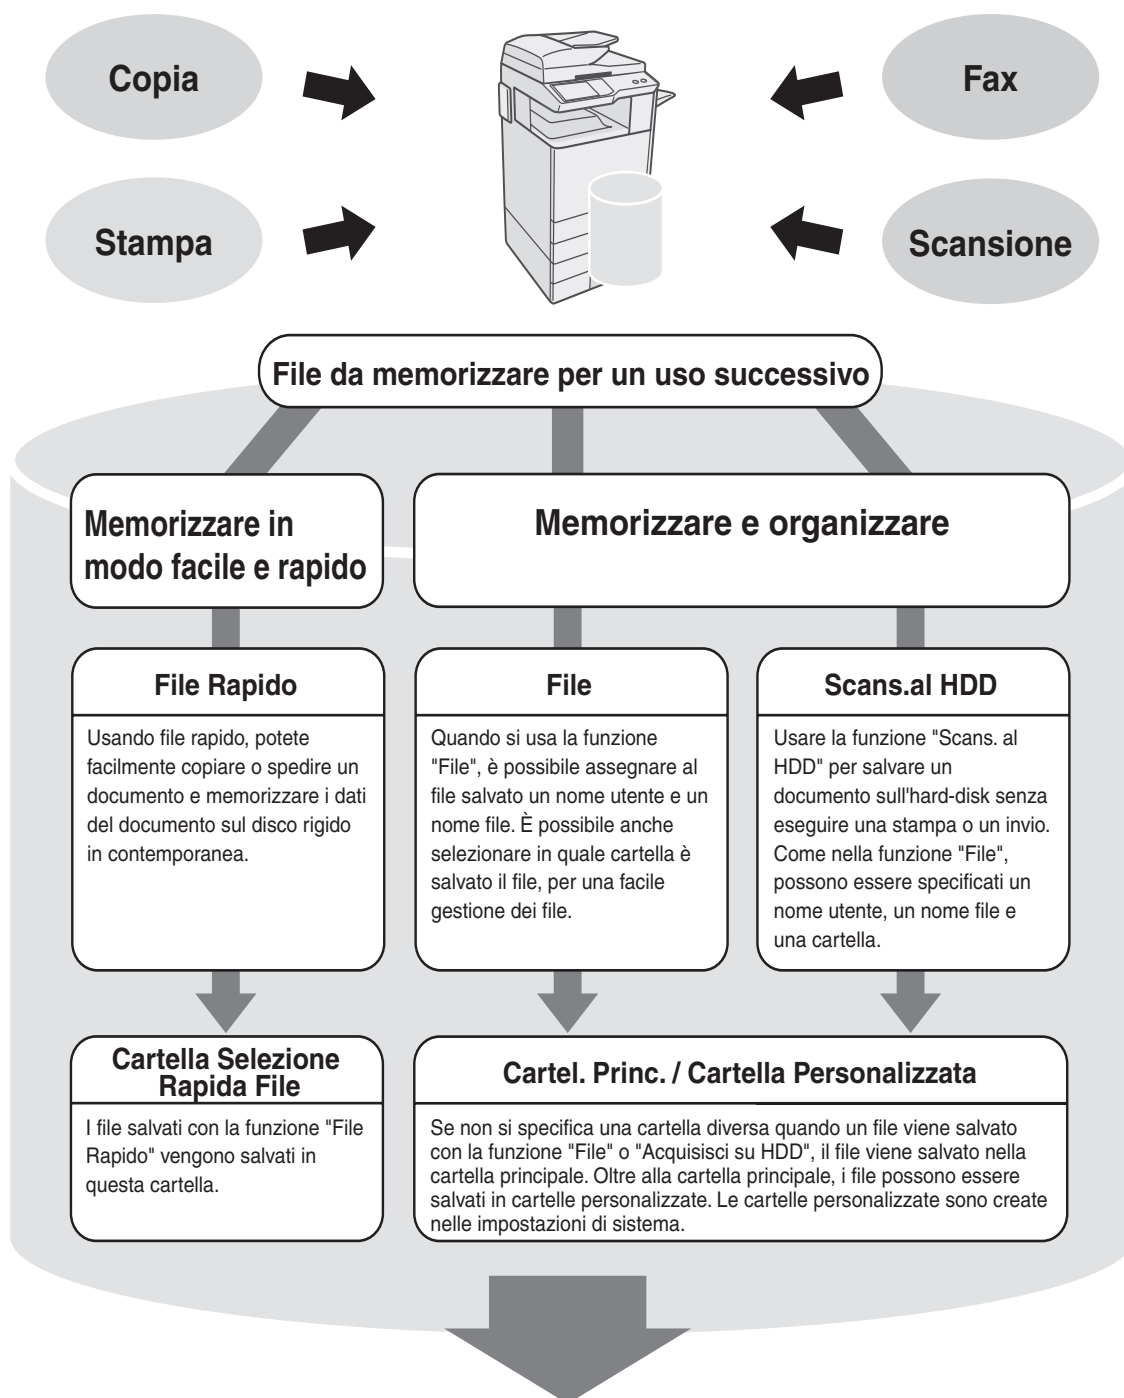 Copia
Fax
Stampa
Scansione
File da memorizzare per un uso successivo
Memorizzare in
modo facile e rapido
Memorizzare e organizzare
File Rapido
Usando file rapido, potete
facilmente copiare o spedire un
documento e memorizzare i dati
del documento sul disco rigido
in contemporanea.
File
Quando si usa la funzione
"File", è possibile assegnare al
file salvato un nome utente e un
nome file. È possibile anche
selezionare in quale cartella è
salvato il file, per una facile
gestione dei file.
Scans.al HDD
Usare la funzione "Scans. al
HDD" per salvare un
documento sull'hard-disk senza
eseguire una stampa o un invio.
Come nella funzione "File",
possono essere specificati un
nome utente, un nome file e
una cartella.
Cartella Selezione
Rapida File
I file salvati con la funzione "File
Rapido" vengono salvati in
questa cartella.
Cartel. Princ. / Cartella Personalizzata
Se non si specifica una cartella diversa quando un file viene salvato
con la funzione "File" o "Acquisisci su HDD", il file viene salvato nella
cartella principale. Oltre alla cartella principale, i file possono essere
salvati in cartelle personalizzate. Le cartelle personalizzate sono create
nelle impostazioni di sistema.